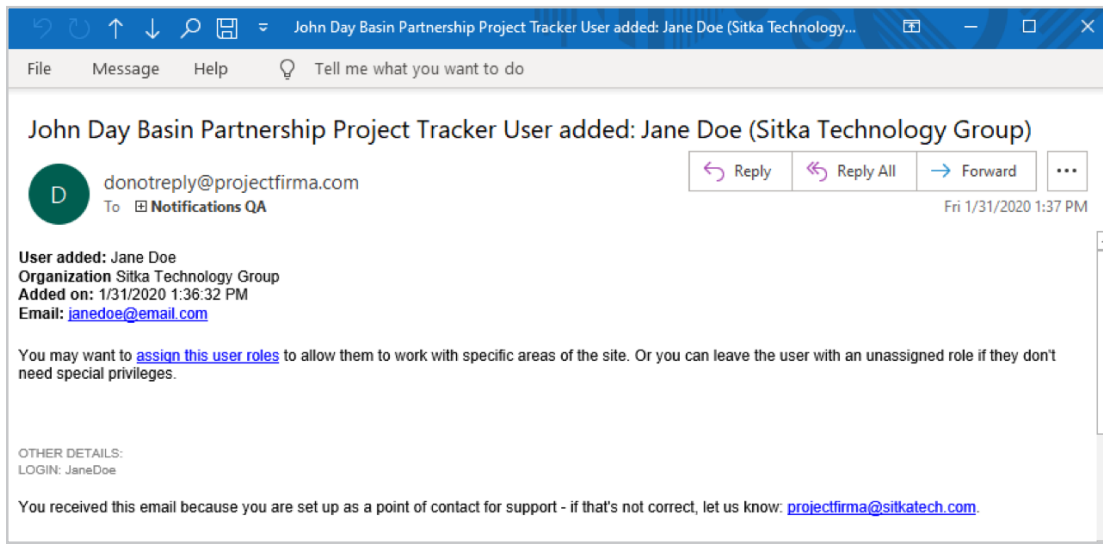 John Day Basin Partnership Project Tracker User added: Jane Doe (Sitka Technology...
File Message Help Tell me what you want to do
John Day Basin Partnership Project Tracker User added: Jane Doe (Sitka Technology Group)
D
donotreply@projectfirma.com
To Notifications QA
Reply Reply All Forward ...
Fri 1/31/2020 1:37 PM
User added: Jane Doe
Organization Sitka Technology Group
Added on: 1/31/2020 1:36:32 PM
Email: janedoe@email.com
You may want to assign this user roles to allow them to work with specific areas of the site. Or you can leave the user with an unassigned role if they don't
need special privileges.
OTHER DETAILS:
LOGIN: JaneDoe
You received this email because you are set up as a point of contact for support - if that's not correct, let us know: projectfirma@sitkatech.com.